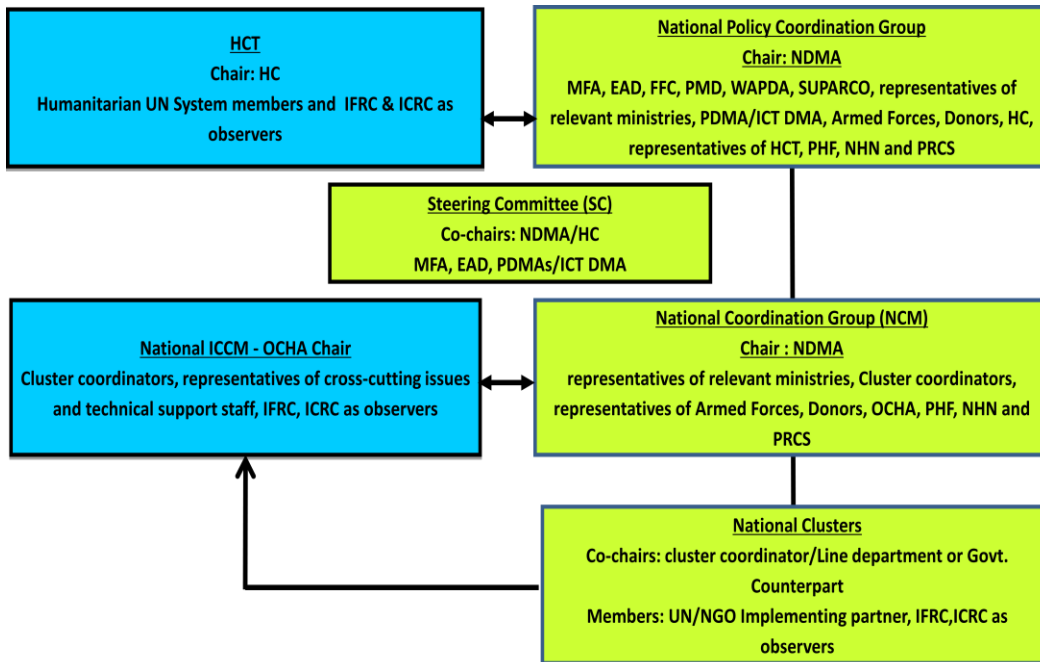 HCT
Chair: HC
Humanitarian UN System members and IFRC & ICRC as
observers
National Policy Coordination Group
Chair: NDMA
MFA, EAD, FFC, PMD, WAPDA, SUPARCO, representatives of
relevant ministries, PDMA/ICT DMA, Armed Forces, Donors, HC,
representatives of HCT, PHF, NHN and PRCS
Steering Committee (SC)
Co-chairs: NDMA/HC
MFA, EAD, PDMAs/ICT DMA
National ICCM - OCHA Chair
Cluster coordinators, representatives of cross-cutting issues
and technical support staff, IFRC, ICRC as observers
National Coordination Group (NCM)
Chair : NDMA
representatives of relevant ministries, Cluster coordinators,
representatives of Armed Forces, Donors, OCHA, PHF, NHN and
PRCS
National Clusters
Co-chairs: cluster coordinator/Line department or Govt.
Counterpart
Members: UN/NGO Implementing partner, IFRC,ICRC as
observers